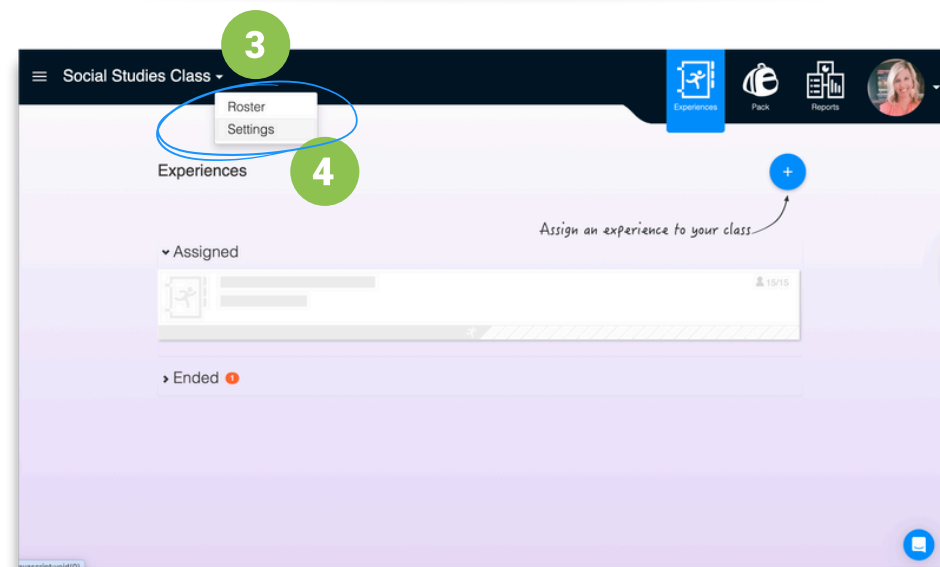 3
Social Studies Class
Roster
Settings
Experiences
Pack
Reports
4
Experiences
+
Assign an experience to your class
Assigned
15/15
Ended 1